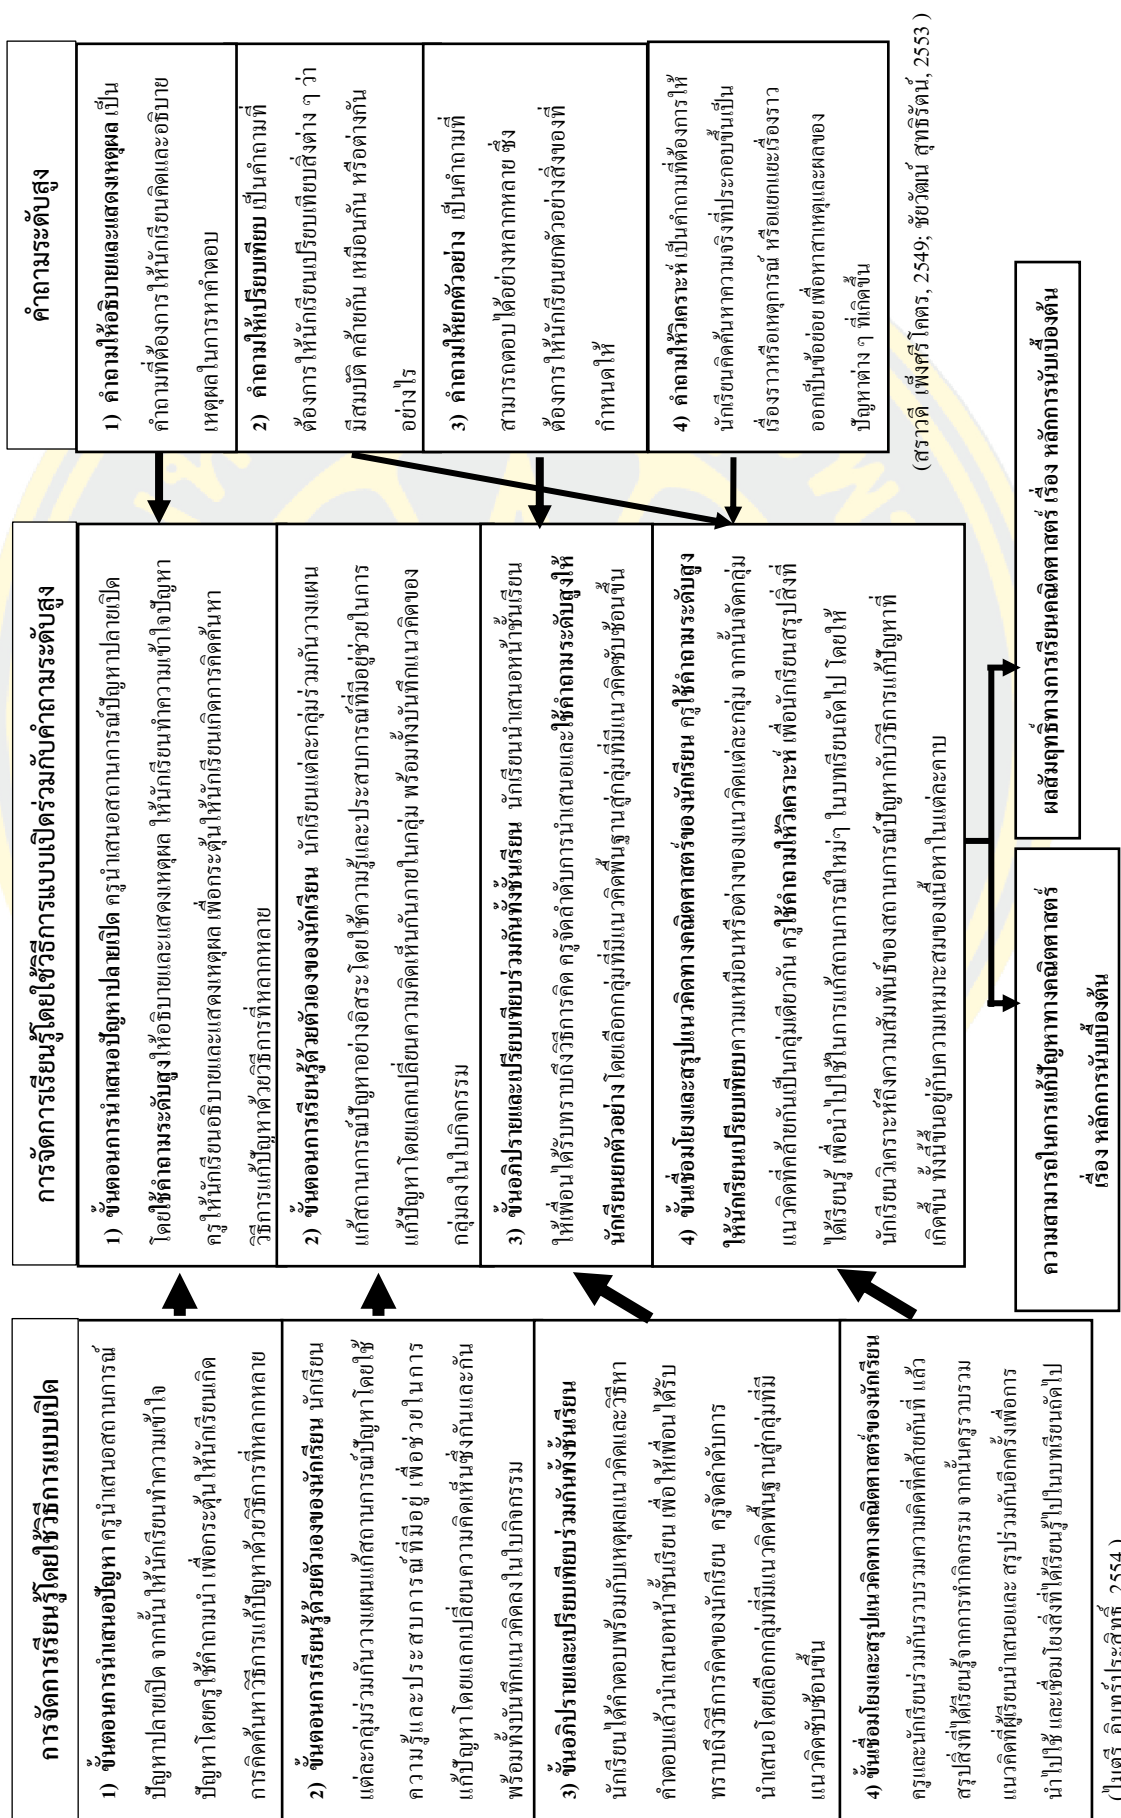 การจัดการเรียนรู้โดยใช้วิธีการแบบเปิด
1) ขั้นตอนการนำเสนอปัญหา ครูนำเสนอสถานการณ์
ปัญหาปลายเปิด จากนั้นให้นักเรียนทำความเข้าใจ
ปัญหาโดยครูใช้คำถามนำ เพื่อกระตุ้นให้นักเรียนเกิด
การคิดค้นหาวิธีการแก้ปัญหาด้วยวิธีการที่หลากหลาย
2) ขั้นตอนการเรียนรู้ด้วยตัวเองของนักเรียน นักเรียน
แต่ละกลุ่มร่วมกันวางแผนแก้สถานการณ์ปัญหาโดยใช้
ความรู้และประสบการณ์ที่มีอยู่ เพื่อช่วยในการ
แก้ปัญหาโดยแลกเปลี่ยนความคิดเห็นซึ่งกันและกัน
พร้อมทั้งบันทึกแนวคิดลงในใบกิจกรรม
3) ขั้นอภิปรายและเปรียบเทียบร่วมกันทั้งชั้นเรียน
นักเรียนได้คำตอบพร้อมกับเหตุผลแนวคิดและวิธีหา
คำตอบแล้วนำเสนอหน้าชั้นเรียน เพื่อให้เพื่อนได้รับ
ทราบถึงวิธีการคิดของนักเรียน ครูจัดลำดับการ
นำเสนอโดยเลือกกลุ่มที่มีแนวคิดพื้นฐานสู่กลุ่มที่มี
แนวคิดซับซ้อนขึ้น
4) ขั้นเชื่อมโยงและสรุปแนวคิดทางคณิตศาสตร์ของนักเรียน
ครูและนักเรียนร่วมกันรวบรวมความคิดที่คล้ายกันที่ แล้ว
สรุปสิ่งที่ได้เรียนรู้จากการทำกิจกรรม จากนั้นครูรวบรวม
แนวคิดที่ผู้เรียนนำเสนอและ สรุปร่วมกันอีกครั้งเพื่อการ
นำไปใช้ และเชื่อมโยงสิ่งที่ได้เรียนรู้ไปในบทเรียนถัดไป
(ไมตรี อินทร์ประสิทธิ์, 2554 )
การจัดการเรียนรู้โดยใช้วิธีการแบบเปิดร่วมกับคำถามระดับสูง
1) ขั้นตอนการนำเสนอปัญหาปลายเปิด ครูนำเสนอสถานการณ์ปัญหาปลายเปิด
โดยใช้คำถามระดับสูงให้อธิบายและแสดงเหตุผล ให้นักเรียนทำความเข้าใจปัญหา
ครูให้นักเรียนอธิบายและแสดงเหตุผล เพื่อกระตุ้นให้นักเรียนเกิดการคิดค้นหา
วิธีการแก้ปัญหาด้วยวิธีการที่หลากหลาย
2) ขั้นตอนการเรียนรู้ด้วยตัวเองของนักเรียน นักเรียนแต่ละกลุ่มร่วมกันวางแผน
แก้สถานการณ์ปัญหาอย่างอิสระโดยใช้ความรู้และประสบการณ์ที่มีอยู่ช่วยในการ
แก้ปัญหาโดยแลกเปลี่ยนความคิดเห็นกันภายในกลุ่ม พร้อมทั้งบันทึกแนวคิดของ
กลุ่มลงในใบกิจกรรม
3) ขั้นอภิปรายและเปรียบเทียบร่วมกันทั้งชั้นเรียน นักเรียนนำเสนอหน้าชั้นเรียน
ให้เพื่อนได้รับทราบถึงวิธีการคิด ครูจัดลำดับการนำเสนอและใช้คำถามระดับสูงให้
นักเรียนยกตัวอย่างโดยเลือกกลุ่มที่มีแนวคิดพื้นฐานสู่กลุ่มที่มีแนวคิดซับซ้อนขึ้น
4) ขั้นเชื่อมโยงและสรุปแนวคิดทางคณิตศาสตร์ของนักเรียน ครูใช้คำถามระดับสูง
ให้นักเรียนเปรียบเทียบความเหมือนหรือต่างของแนวคิดแต่ละกลุ่ม จากนั้นจัดกลุ่ม
แนวคิดที่คล้ายกันเป็นกลุ่มเดียวกัน ครูใช้คำถามให้วิเคราะห์ เพื่อนักเรียนสรุปสิ่งที่
ได้เรียนรู้ เพื่อนำไปใช้ในการแก้สถานการณ์ใหม่ๆ ในบทเรียนถัดไป โดยให้
นักเรียนวิเคราะห์ถึงความสัมพันธ์ของสถานการณ์ปัญหากับวิธีการแก้ปัญหาที่
เกิดขึ้น ทั้งนี้ขึ้นอยู่กับความเหมาะสมของเนื้อหาในแต่ละคาบ
คำถามระดับสูง
1) คำถามให้อธิบายและแสดงเหตุผล เป็น
คำถามที่ต้องการให้นักเรียนคิดและอธิบาย
เหตุผลในการหาคำตอบ
2) คำถามให้เปรียบเทียบ เป็นคำถามที่
ต้องการให้นักเรียนเปรียบเทียบสิ่งต่าง ๆ ว่า
มีสมบัติ คล้ายกัน เหมือนกัน หรือต่างกัน
อย่างไร
3) คำถามให้ยกตัวอย่าง เป็นคำถามที่
สามารถตอบได้อย่างหลากหลาย ซึ่ง
ต้องการให้นักเรียนยกตัวอย่างสิ่งของที่
กำหนดให้
4) คำถามให้วิเคราะห์ เป็นคำถามที่ต้องการให้
นักเรียนคิดค้นหาความจริงที่ประกอบขึ้นเป็น
เรื่องราวหรือเหตุการณ์ หรือแยกแยะเรื่องราว
ออกเป็นข้อย่อย เพื่อหาสาเหตุและผลของ
ปัญหาต่าง ๆ ที่เกิดขึ้น
(สราวดี เพ็งศรีโคตร, 2549; ชัยวัฒน์ สุทธิรัตน์, 2553 )
ความสามารถในการแก้ปัญหาทางคณิตศาสตร์
เรื่อง หลักการนับเบื้องต้น
ผลสัมฤทธิ์ทางการเรียนคณิตศาสตร์ เรื่อง หลักการนับเบื้องต้น